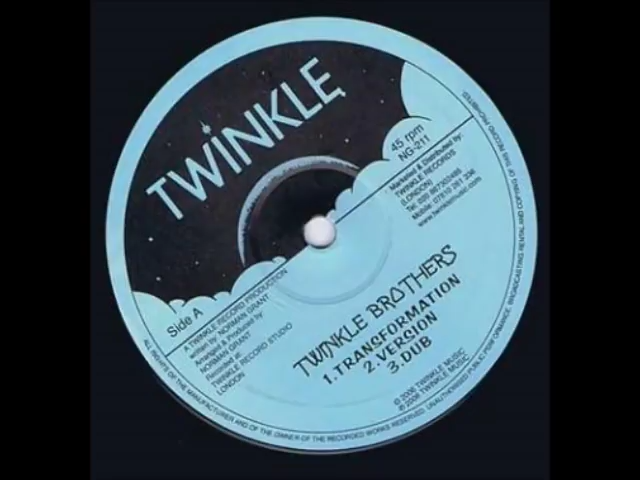 TWINKLE
45 rpm
NG-211
Marketed & Distributed by:
TWINKLE RECORDS
(LONDON)
www.twinklemusic.com
Side A
A TWINKLE RECORD PRODUCTION
written by: NORMAN GRANT
Arranged & Produced by:
NORMAN GRANT
Recorded at:
TWINKLE RECORD STUDIO
LONDON
TWINKLE BROTHERS
1. TRANSFORMATION
2. VERSION
3. DUB
© 2006 TWINKLE MUSIC
℗ 2006 TWINKLE MUSIC
ALL RIGHTS OF THE MANUFACTURER AND OF THE OWNER OF THE RECORDED WORKS RESERVED. UNAUTHORISED PUBLIC PERFORMANCE, BROADCASTING RENTAL AND COPYING OF THIS RECORD PROHIBITED.